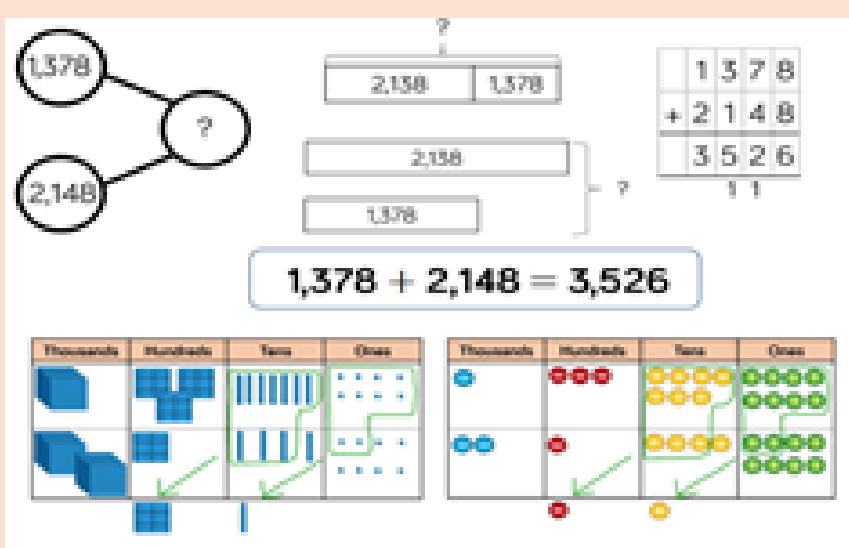 1,378
?
2,148
?
2,138 1,378
2,138
1,378
?
1 3 7 8
+ 2 1 4 8
3 5 2 6
1 1
1,378 + 2,148 = 3,526
Thousands Hundreds Tens Ones
Thousands Hundreds Tens Ones